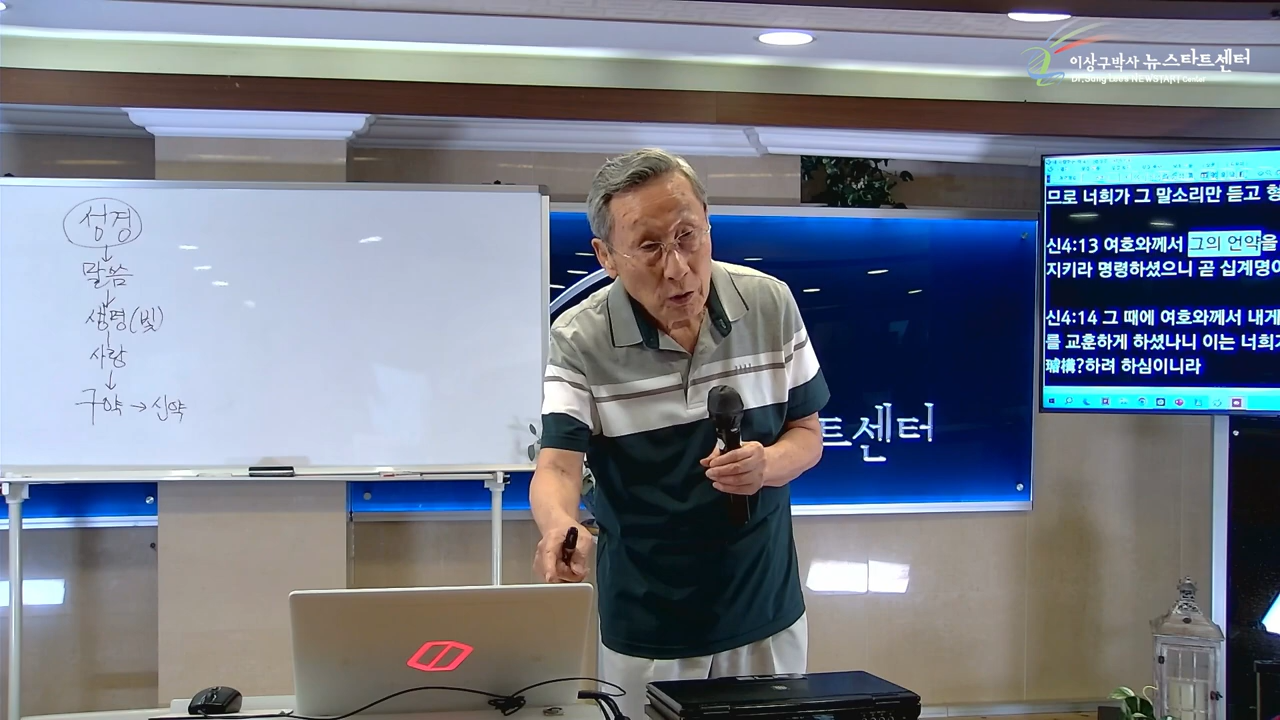 이상구박사 뉴스타트센터
Dr. Sang Lee's NEWSTART Center
성경
말씀
생명(빛)
사랑
구약→신약
트센터
므로 너희가 그 말소리만 듣고 형
신4:13 여호와께서 그의 언약을
지키라 명령하셨으니 곧 십계명이
신4:14 그 때에 여호와께서 내게
를 교훈하게 하셨나니 이는 너희가
하려 하심이니라